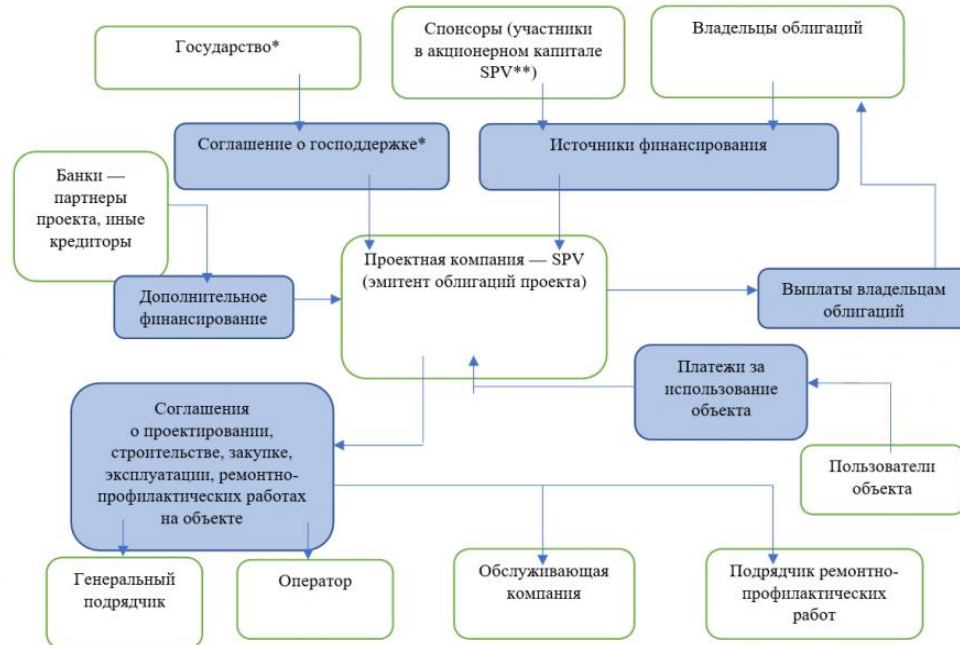 Государство*
Спонсоры (участники
в акционерном капитале
SPV**)
Владельцы облигаций
Соглашение о господдержке*
Источники финансирования
Банки —
партнеры
проекта, иные
кредиторы
Проектная компания — SPV
(эмитент облигаций проекта)
Дополнительное
финансирование
Выплаты владельцам
облигаций
Платежи за
использование
объекта
Соглашения
о проектировании,
строительстве, закупке,
эксплуатации, ремонтно-
профилактических работах
на объекте
Пользователи
объекта
Генеральный
подрядчик
Оператор
Обслуживающая
компания
Подрядчик ремонтно-
профилактических
работ